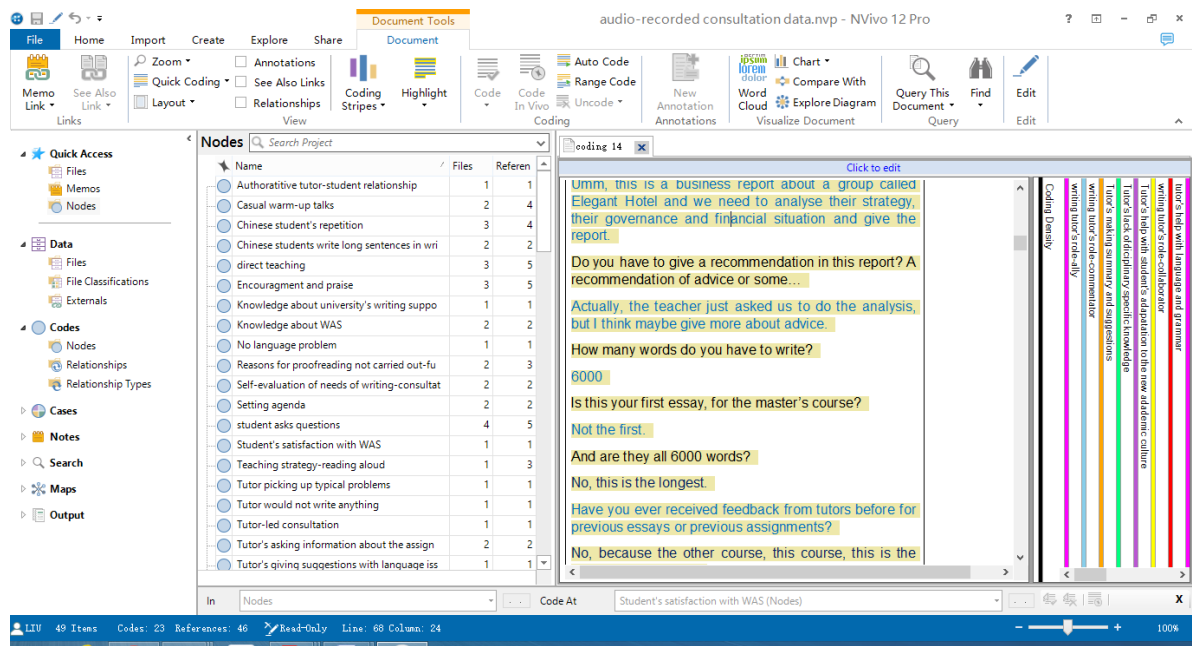 audio-recorded consultation data.nvp - NVivo 12 Pro
Document Tools
File Home Import Create Explore Share Document
Memo Link
See Also Link
Links
Zoom
Quick Coding
Layout
Annotations
See Also Links
Relationships
View
Coding Stripes
Highlight
Code
Code In Vivo
Auto Code
Range Code
Uncode
Coding
New Annotation
Annotations
Word Cloud
Chart
Compare With
Explore Diagram
Visualize Document
Query This Document
Find
Query
Edit
Edit
Quick Access
Files
Memos
Nodes
Data
Files
File Classifications
Externals
Codes
Nodes
Relationships
Relationship Types
Cases
Notes
Search
Maps
Output
Nodes Search Project
Name Files Referen
Authoratitive tutor-student relationship 1 1
Casual warm-up talks 2 4
Chinese student's repetition 3 4
Chinese students write long sentences in wri 2 2
direct teaching 3 5
Encouragment and praise 3 5
Knowledge about university's writing suppo 1 1
Knowledge about WAS 2 2
No language problem 1 1
Reasons for proofreading not carried out-fu 2 3
Self-evaluation of needs of writing-consultat 2 2
Setting agenda 2 2
student asks questions 4 5
Student's satisfaction with WAS 1 1
Teaching strategy-reading aloud 1 3
Tutor picking up typical problems 1 1
Tutor would not write anything 1 1
Tutor-led consultation 1 1
Tutor's asking information about the assign 2 2
Tutor's giving suggestions with language iss 1 1
coding 14
Click to edit
Umm, this is a business report about a group called
Elegant Hotel and we need to analyse their strategy,
their governance and financial situation and give the
report.
Do you have to give a recommendation in this report? A
recommendation of advice or some…
Actually, the teacher just asked us to do the analysis,
but I think maybe give more about advice.
How many words do you have to write?
6000
Is this your first essay, for the master's course?
Not the first.
And are they all 6000 words?
No, this is the longest.
Have you ever received feedback from tutors before for
previous essays or previous assignments?
No, because the other course, this course, this is the
Coding Density
writing tutor's role-ally
writing tutor's role-commentator
Tutor's making summary and suggestions
Tutor's lack of diciplinary specific knowledge
Tutor's help with student's adapatation to the new adademic culture
writing tutor's role-collaborator
tutor's help with language and grammar
In Nodes Code At Student's satisfaction with WAS (Nodes) X
LIU 49 Items Codes: 23 References: 46 Read-Only Line: 68 Column: 24 100%